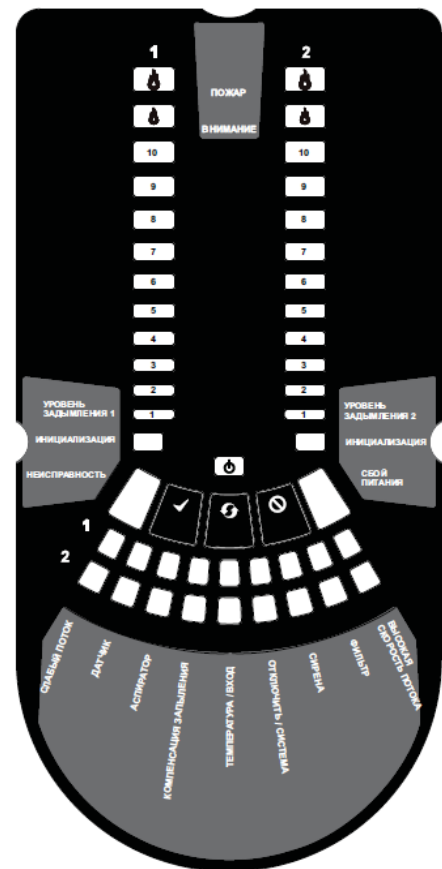 1
2
ПОЖАР
ВНИМАНИЕ
10
10
9
9
8
8
7
7
6
6
5
5
4
4
3
3
2
2
1
1
УРОВЕНЬ
ЗАДЫМЛЕНИЯ 1
ИНИЦИАЛИЗАЦИЯ
НЕИСПРАВНОСТЬ
УРОВЕНЬ
ЗАДЫМЛЕНИЯ 2
ИНИЦИАЛИЗАЦИЯ
СБОЙ
ПИТАНИЯ
1
2
СЛАБЫЙ ПОТОК
ДАТЧИК
АСПИРАТОР
КОМПЕНСАЦИЯ ЗАПЫЛЕНИЯ
ТЕМПЕРАТУРА / ВХОД
ОТКЛЮЧИТЬ / СИСТЕМА
СИРЕНА
ФИЛЬТР
ВЫСОКАЯ
СКОРОСТЬ ПОТОКА